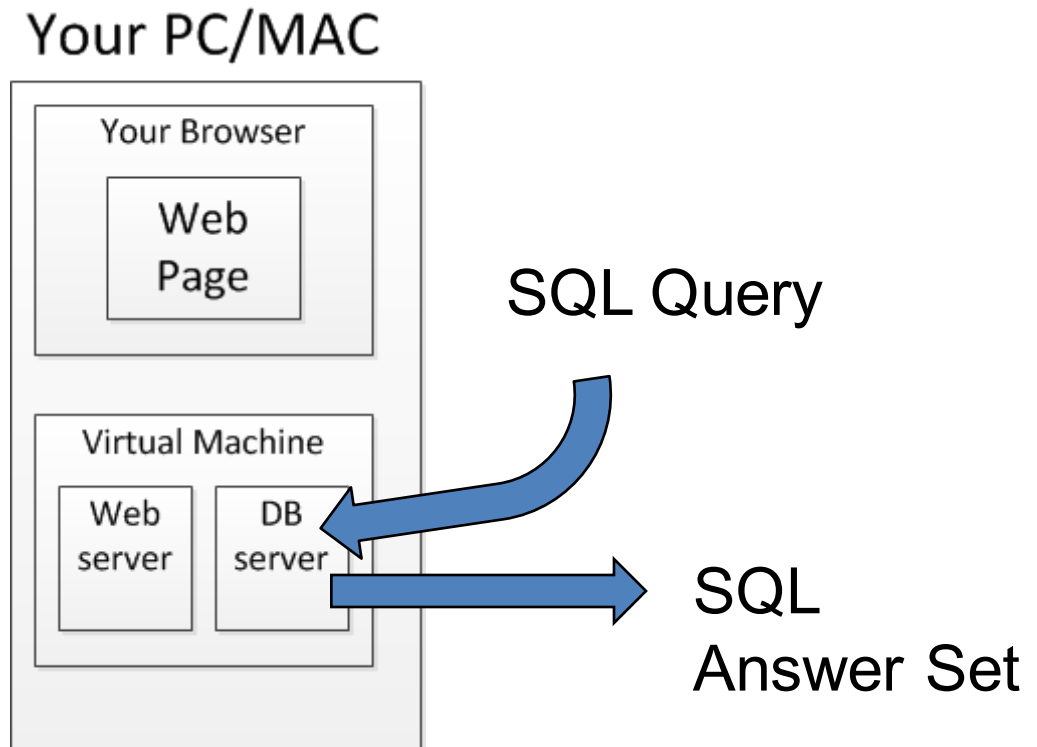 Your PC/MAC
Your Browser
Web
Page
SQL Query
Virtual Machine
Web
server
DB
server
SQL
Answer Set